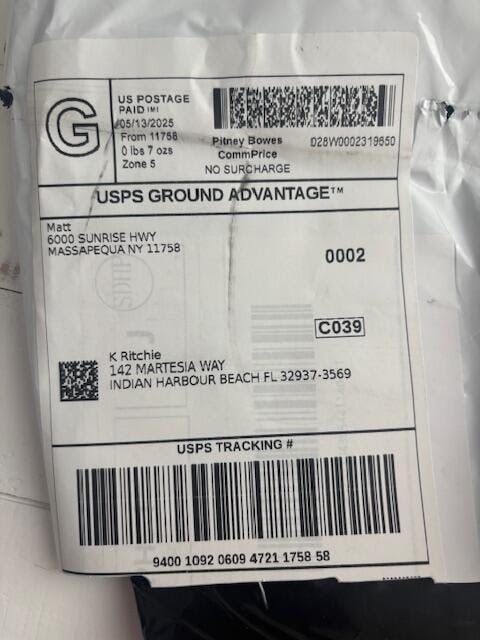 G
US POSTAGE
PAID IMI
05/13/2025
From 11758
0 lbs 7 ozs
Zone 5
Pitney Bowes
CommPrice
NO SURCHARGE
028W0002319650
USPS GROUND ADVANTAGE™
Matt
6000 SUNRISE HWY
MASSAPEQUA NY 11758
0002
C039
K Ritchie
142 MARTESIA WAY
INDIAN HARBOUR BEACH FL 32937-3569
USPS TRACKING #
9400 1092 0609 4721 1758 58